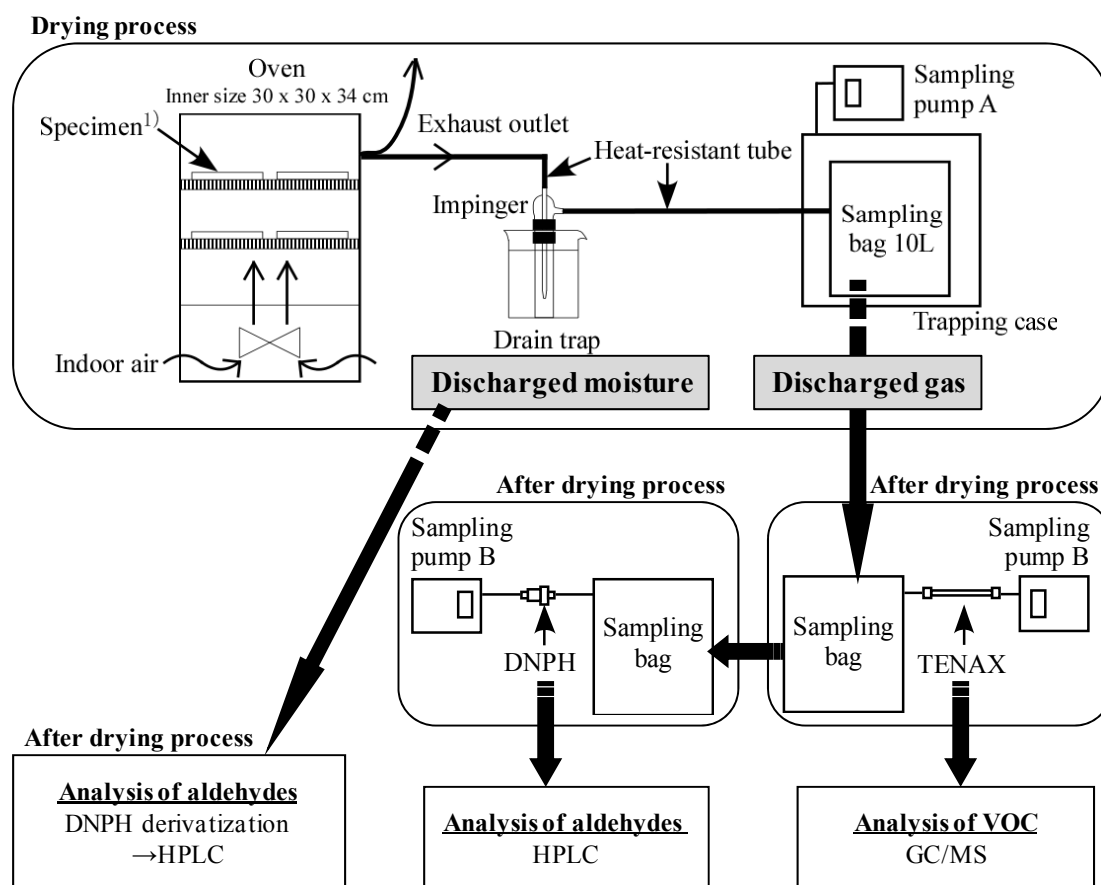 Drying process
Oven
Inner size 30 x 30 x 34 cm
Specimen1)
Exhaust outlet
Sampling
pump A
Heat-resistant tube
Impinger
Sampling
bag 10L
Indoor air
Drain trap
Trapping case
Discharged moisture
Discharged gas
After drying process
Sampling
pump B
DNPH
Sampling
bag
After drying process
Sampling
pump B
Sampling
bag
TENAX
After drying process
Analysis of aldehydes
DNPH derivatization
→HPLC
Analysis of aldehydes
HPLC
Analysis of VOC
GC/MS